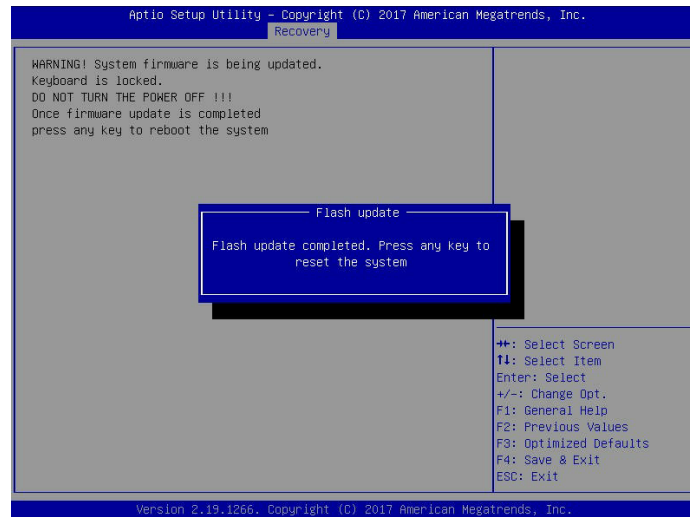 Aptio Setup Utility – Copyright (C) 2017 American Megatrends, Inc.
Recovery
WARNING! System firmware is being updated.
Keyboard is locked.
DO NOT TURN THE POWER OFF !!!
Once firmware update is completed
press any key to reboot the system
Flash update
Flash update completed. Press any key to
reset the system
→←: Select Screen
↑↓: Select Item
Enter: Select
+/-: Change Opt.
F1: General Help
F2: Previous Values
F3: Optimized Defaults
F4: Save & Exit
ESC: Exit
Version 2.19.1266. Copyright (C) 2017 American Megatrends, Inc.